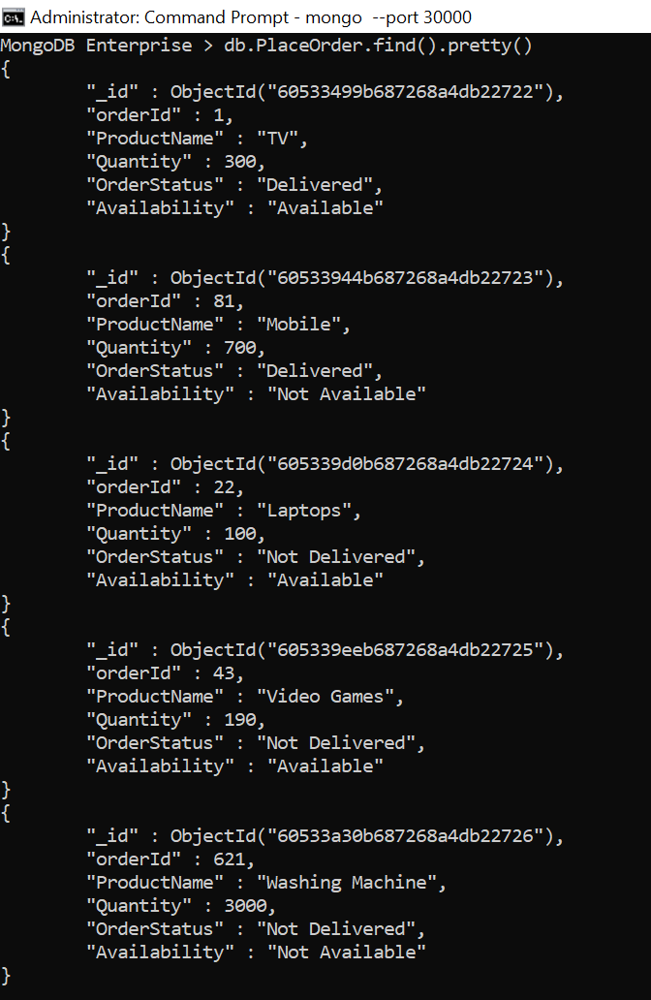 Administrator: Command Prompt - mongo --port 30000
MongoDB Enterprise > db.PlaceOrder.find().pretty()
{
        "_id" : ObjectId("60533499b687268a4db22722"),
        "orderId" : 1,
        "ProductName" : "TV",
        "Quantity" : 300,
        "OrderStatus" : "Delivered",
        "Availability" : "Available"
}
{
        "_id" : ObjectId("60533944b687268a4db22723"),
        "orderId" : 81,
        "ProductName" : "Mobile",
        "Quantity" : 700,
        "OrderStatus" : "Delivered",
        "Availability" : "Not Available"
}
{
        "_id" : ObjectId("605339d0b687268a4db22724"),
        "orderId" : 22,
        "ProductName" : "Laptops",
        "Quantity" : 100,
        "OrderStatus" : "Not Delivered",
        "Availability" : "Available"
}
{
        "_id" : ObjectId("605339eeb687268a4db22725"),
        "orderId" : 43,
        "ProductName" : "Video Games",
        "Quantity" : 190,
        "OrderStatus" : "Not Delivered",
        "Availability" : "Available"
}
{
        "_id" : ObjectId("60533a30b687268a4db22726"),
        "orderId" : 621,
        "ProductName" : "Washing Machine",
        "Quantity" : 3000,
        "OrderStatus" : "Not Delivered",
        "Availability" : "Not Available"
}